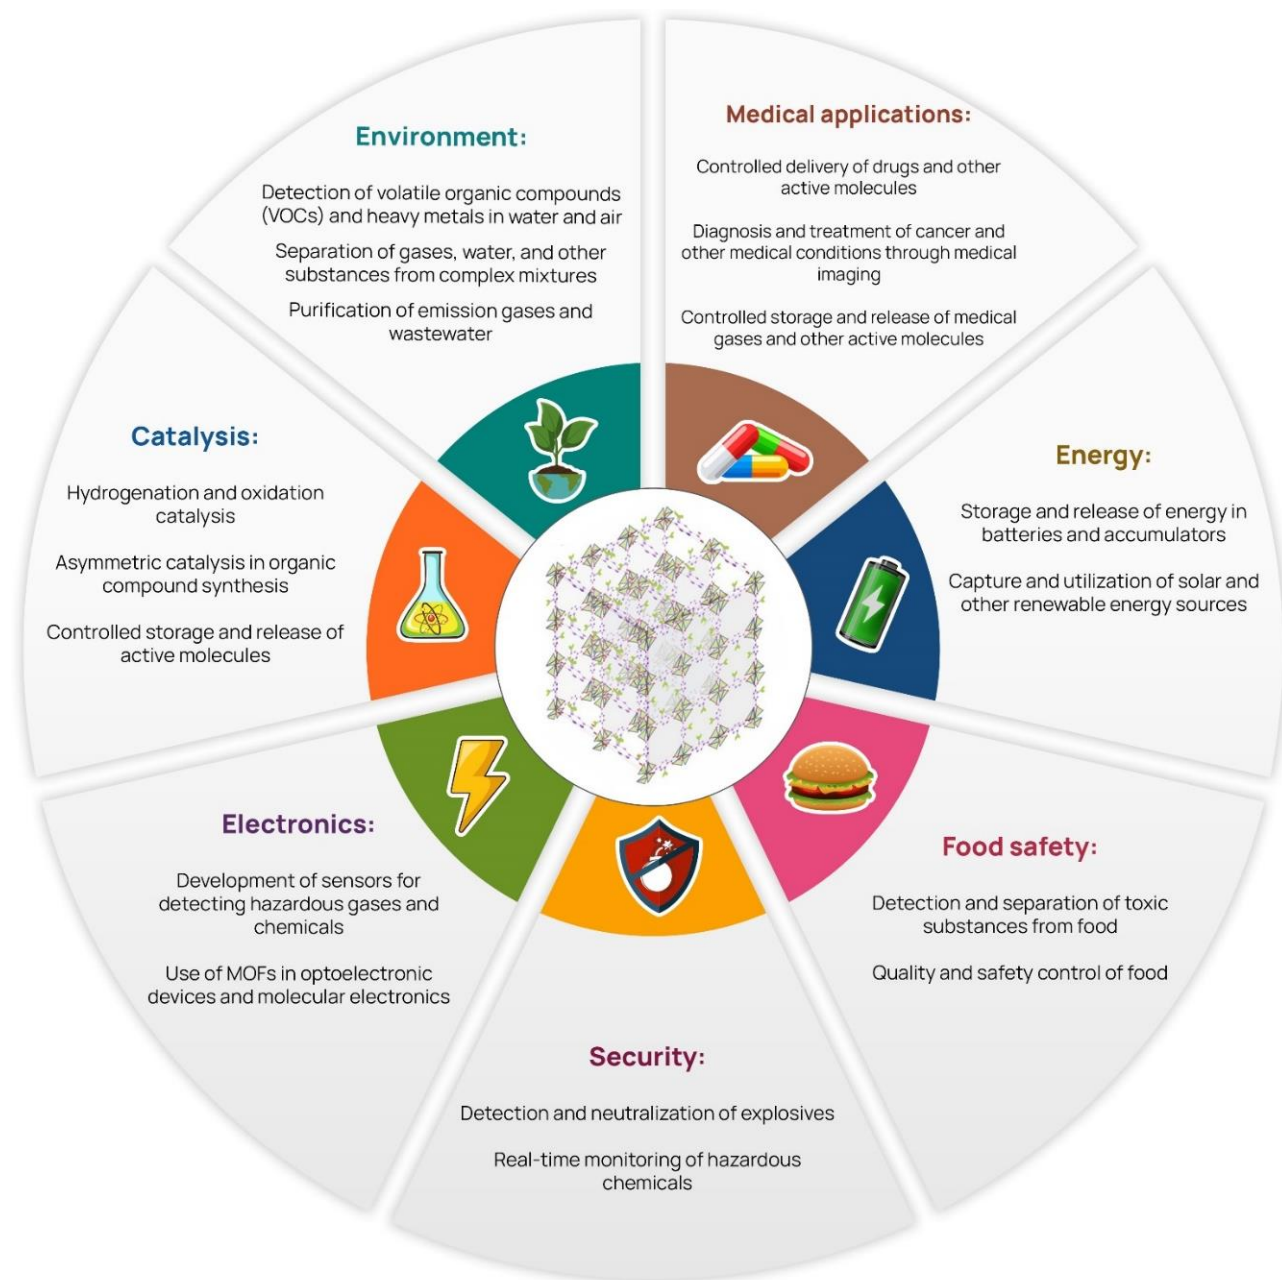 Environment:
Detection of volatile organic compounds
(VOCs) and heavy metals in water and air
Separation of gases, water, and other
substances from complex mixtures
Purification of emission gases and
wastewater
Medical applications:
Controlled delivery of drugs and other
active molecules
Diagnosis and treatment of cancer and
other medical conditions through medical
imaging
Controlled storage and release of medical
gases and other active molecules
Energy:
Storage and release of energy in
batteries and accumulators
Capture and utilization of solar and
other renewable energy sources
Food safety:
Detection and separation of toxic
substances from food
Quality and safety control of food
Security:
Detection and neutralization of explosives
Real-time monitoring of hazardous
chemicals
Electronics:
Development of sensors for
detecting hazardous gases and
chemicals
Use of MOFs in optoelectronic
devices and molecular electronics
Catalysis:
Hydrogenation and oxidation
catalysis
Asymmetric catalysis in organic
compound synthesis
Controlled storage and release of
active molecules